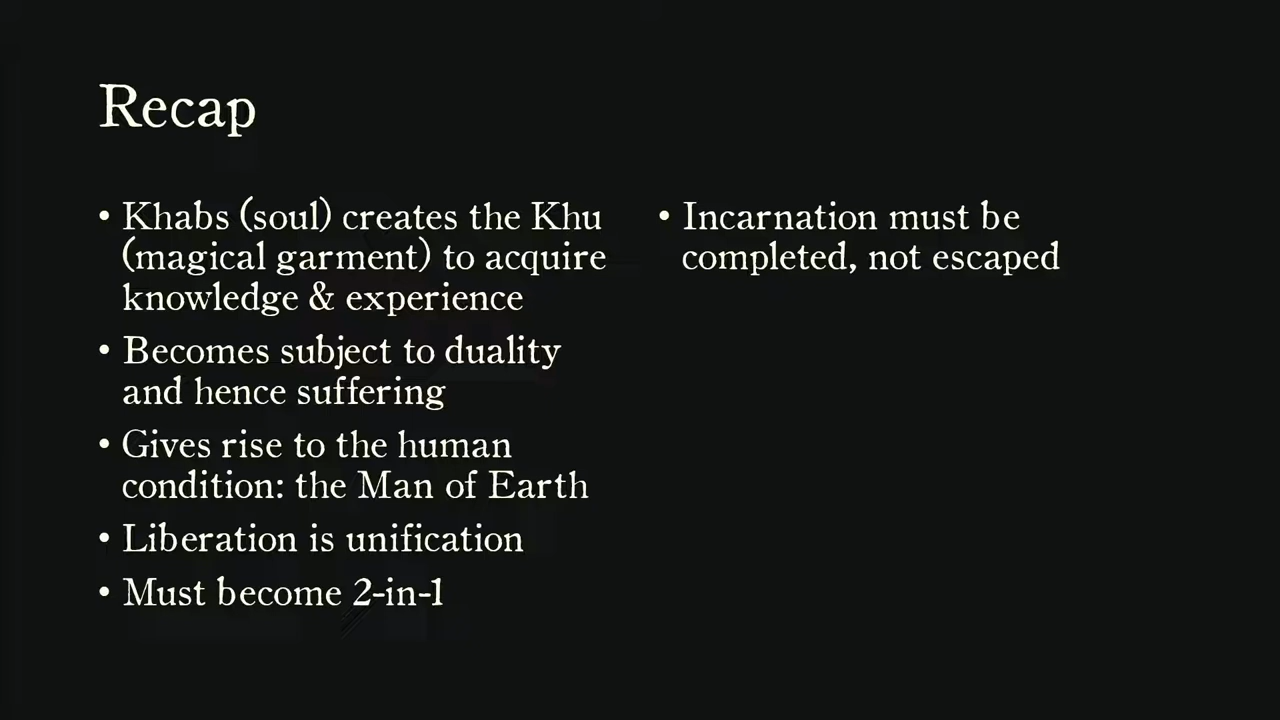 Recap
• Khabs (soul) creates the Khu
(magical garment) to acquire
knowledge & experience
• Becomes subject to duality
and hence suffering
• Gives rise to the human
condition: the Man of Earth
• Liberation is unification
• Must become 2-in-1
• Incarnation must be
completed, not escaped